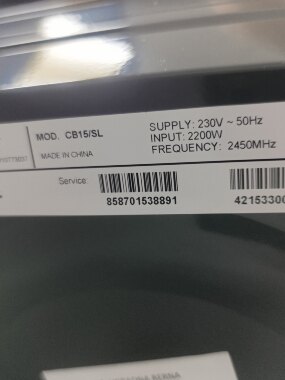 MOD. CB15/SL
MADE IN CHINA
SUPPLY: 230V ~ 50Hz
INPUT: 2200W
FREQUENCY: 2450MHz
Service:
858701538891
42153300